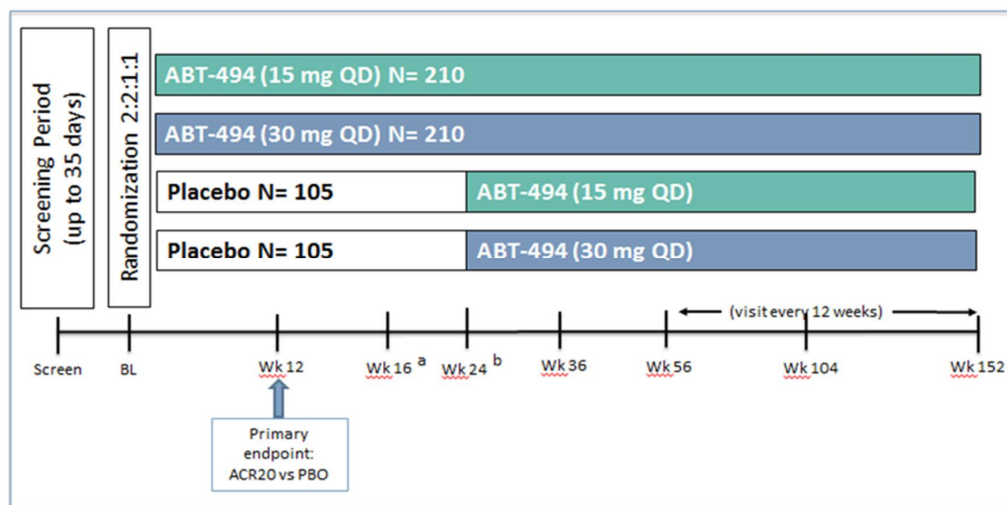 Screening Period
(up to 35 days)
Randomization 2:2:1:1
ABT-494 (15 mg QD) N= 210
ABT-494 (30 mg QD) N= 210
Placebo N= 105
ABT-494 (15 mg QD)
Placebo N= 105
ABT-494 (30 mg QD)
(visit every 12 weeks)
Screen
BL
Wk 12
Wk 16 a
Wk 24 b
Wk 36
Wk 56
Wk 104
Wk 152
Primary
endpoint:
ACR20 vs PBO